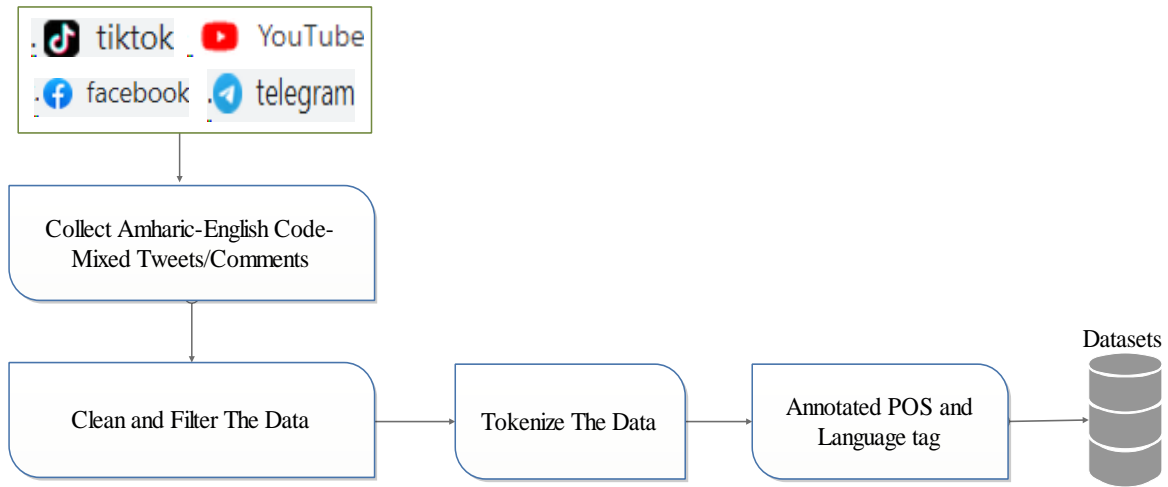 tiktok YouTube
facebook telegram
Collect Amharic-English Code-
Mixed Tweets/Comments
Clean and Filter The Data
Tokenize The Data
Annotated POS and
Language tag
Datasets